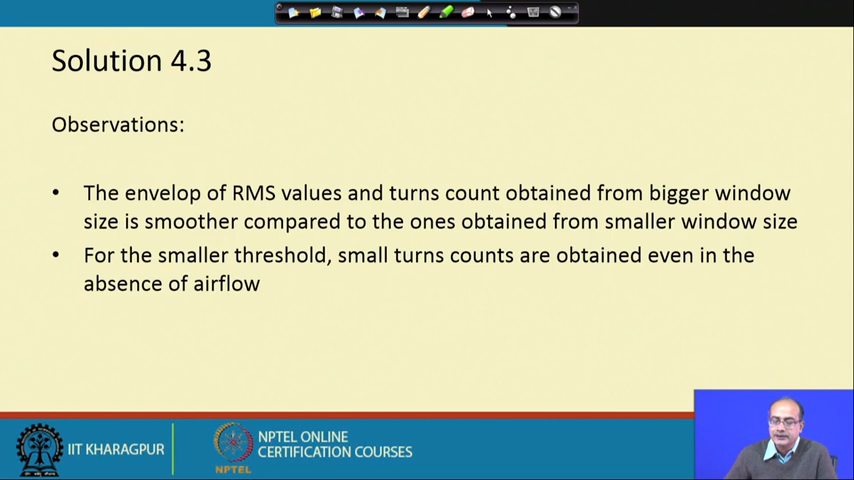 Solution 4.3
Observations:
• The envelop of RMS values and turns count obtained from bigger window
size is smoother compared to the ones obtained from smaller window size
• For the smaller threshold, small turns counts are obtained even in the
absence of airflow
IIT KHARAGPUR
NPTEL
NPTEL ONLINE
CERTIFICATION COURSES